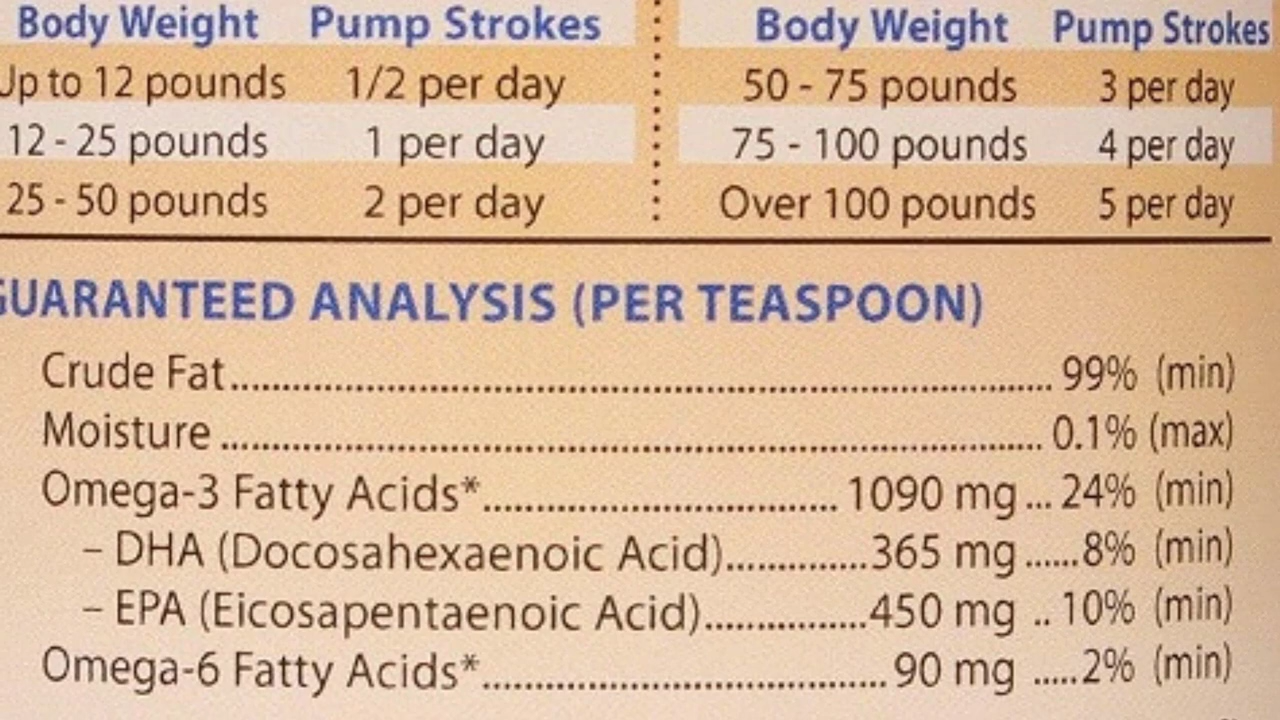 Body Weight Pump Strokes Body Weight Pump Strokes
Up to 12 pounds 1/2 per day 50 - 75 pounds 3 per day
12 - 25 pounds 1 per day 75 - 100 pounds 4 per day
25 - 50 pounds 2 per day Over 100 pounds 5 per day
GUARANTEED ANALYSIS (PER TEASPOON)
Crude Fat 99% (min)
Moisture 0.1% (max)
Omega-3 Fatty Acids* 1090 mg ... 24% (min)
– DHA (Docosahexaenoic Acid) 365 mg ...... 8% (min)
– EPA (Eicosapentaenoic Acid) 450 mg .. 10% (min)
Omega-6 Fatty Acids* 90 mg ..... 2% (min)